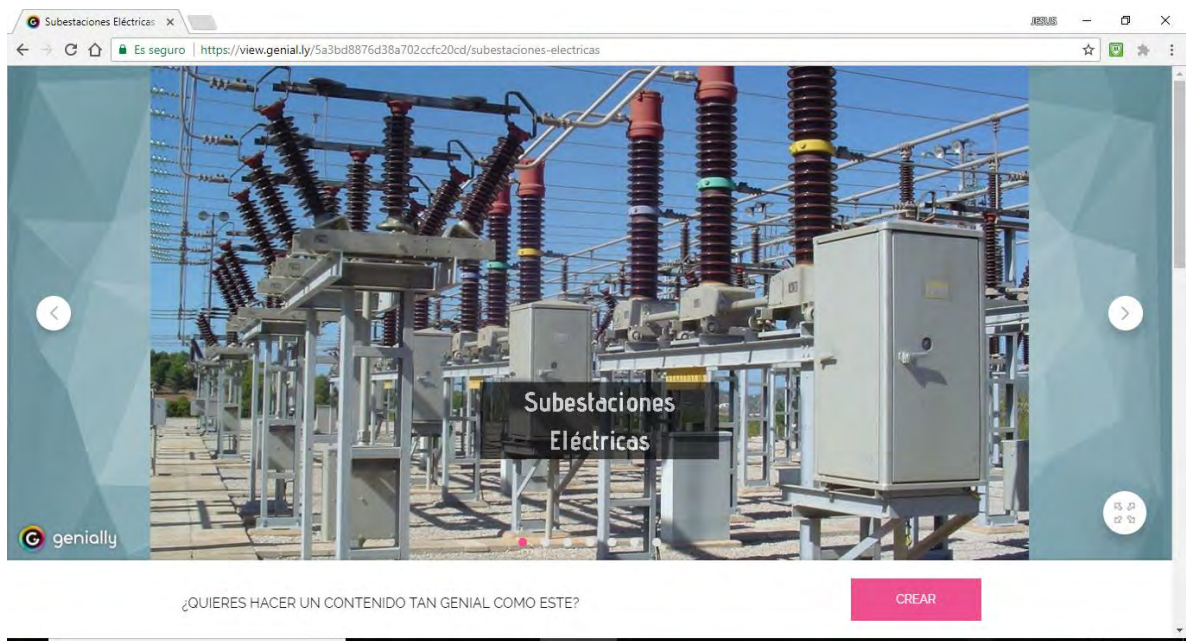 Subestaciones Eléctricas
JESUS
Es seguro | https://view.genial.ly/5a3bd8876d38a702ccfc20cd/subestaciones-electricas
Subestaciones
Eléctricas
genially
¿QUIERES HACER UN CONTENIDO TAN GENIAL COMO ESTE?
CREAR